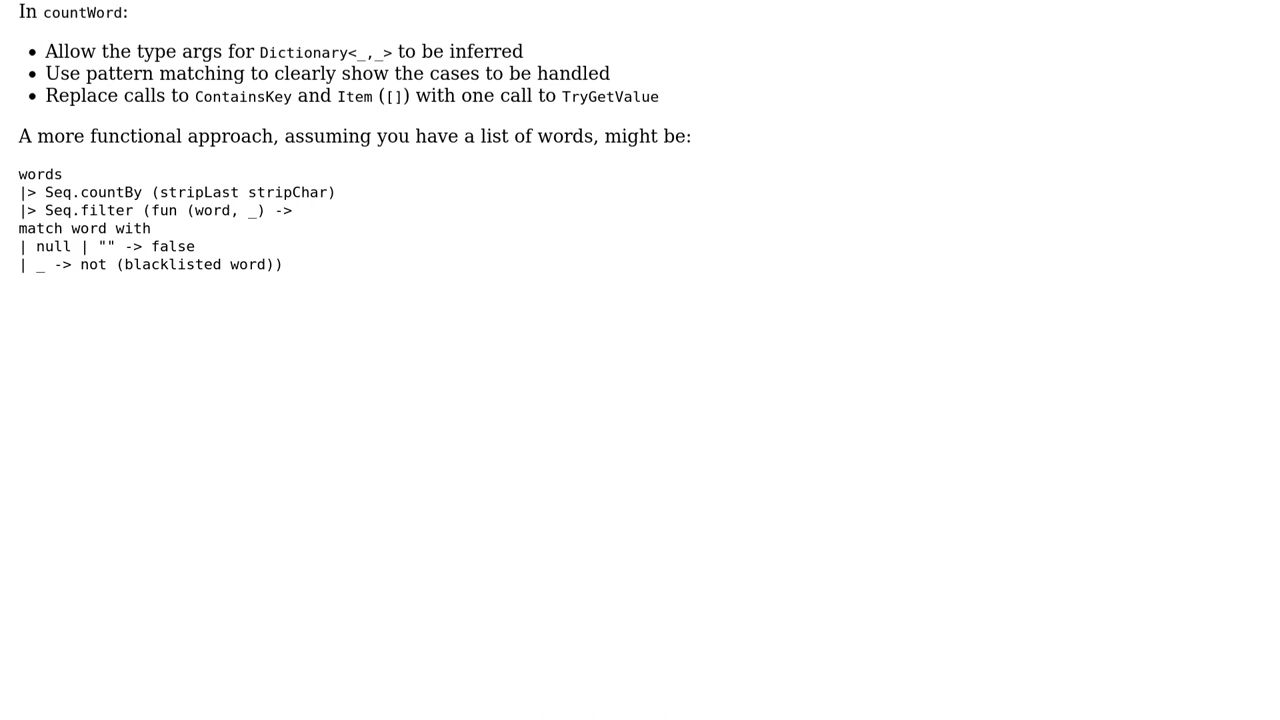 In countWord:
• Allow the type args for Dictionary<_,_> to be inferred
• Use pattern matching to clearly show the cases to be handled
• Replace calls to ContainsKey and Item ([]) with one call to TryGetValue
A more functional approach, assuming you have a list of words, might be:
words
|> Seq.countBy (stripLast stripChar)
|> Seq.filter (fun (word, _) ->
match word with
| null | "" -> false
| _ -> not (blacklisted word))